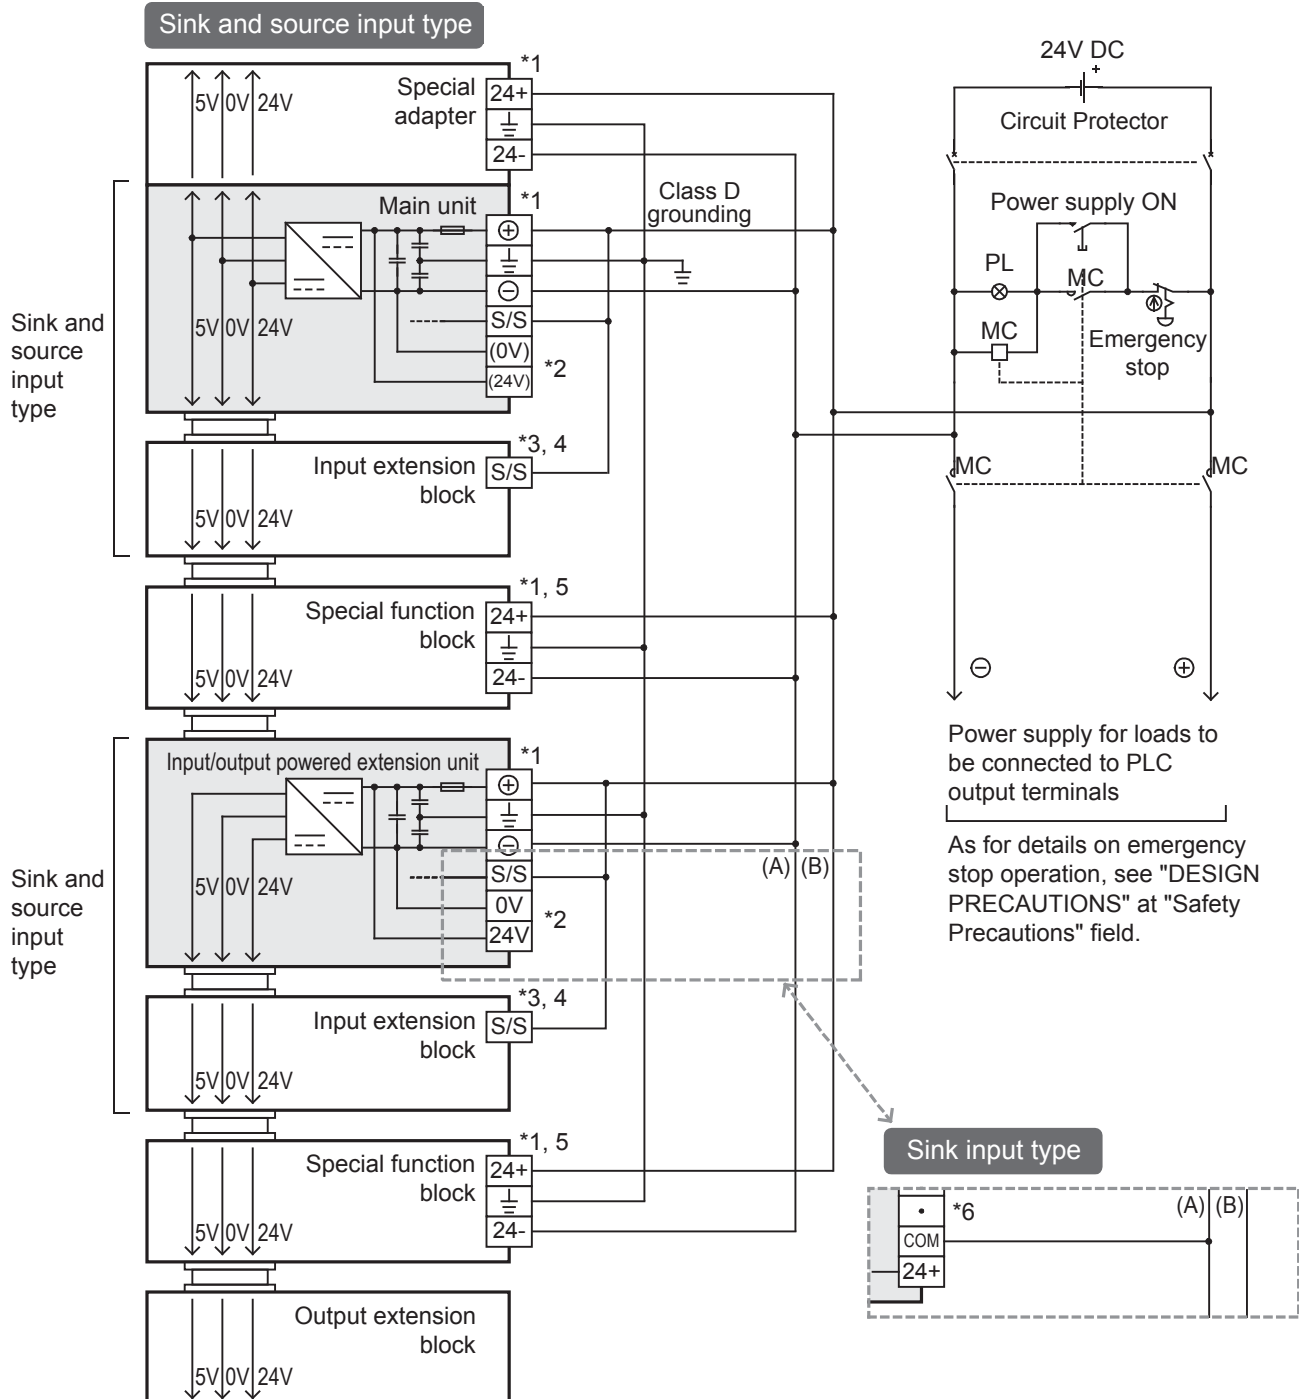 Sink and source input type
*1
24V DC
+
5V 0V 24V
Special
adapter
24+
24-
Circuit Protector
Class D
grounding
Main unit
*1
Power supply ON
PL
MC
MC
Emergency
stop
Sink and
source
input
type
5V 0V 24V
S/S
(0V)
(24V)
*2
*3, 4
Input extension
block
S/S
MC
MC
5V 0V 24V
*1, 5
Special function
block
24+
24-
5V 0V 24V
Power supply for loads to
be connected to PLC
output terminals
As for details on emergency
stop operation, see "DESIGN
PRECAUTIONS" at "Safety
Precautions" field.
Input/output powered extension unit
*1
Sink and
source
input
type
5V 0V 24V
S/S
0V
24V
*2
(A) (B)
*3, 4
Input extension
block
S/S
5V 0V 24V
*1, 5
Special function
block
24+
24-
5V 0V 24V
Sink input type
*6
(A) (B)
COM
24+
Output extension
block
5V 0V 24V